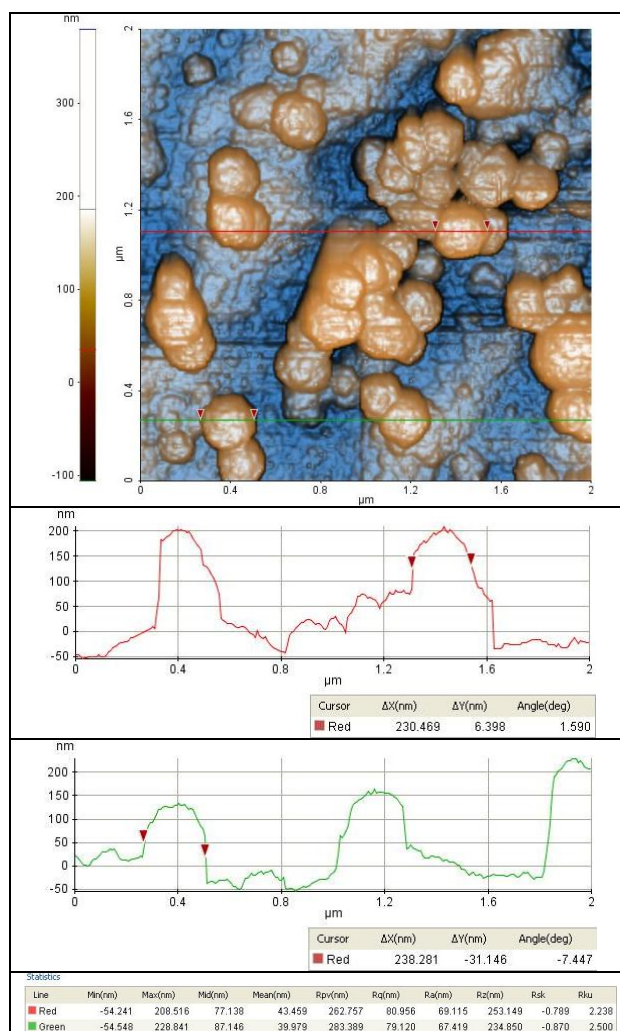 nm
300
200
100
0
-100
2
1.6
1.2
µm
0.8
0.4
0
0 0.4 0.8 1.2 1.6 2
µm
nm
200
150
100
50
0
-50
0 0.4 0.8 1.2 1.6 2
µm
Cursor ΔX(nm) ΔY(nm) Angle(deg)
Red 230.469 6.398 1.590
nm
200
150
100
50
0
-50
0 0.4 0.8 1.2 1.6 2
µm
Cursor ΔX(nm) ΔY(nm) Angle(deg)
Red 238.281 -31.146 -7.447
Statistics
Line Min(nm) Max(nm) Mid(nm) Mean(nm) Rpv(nm) Rq(nm) Ra(nm) Rz(nm) Rsk Rku
Red -54.241 208.516 77.138 43.459 262.757 80.956 69.115 253.149 -0.789 2.238
Green -54.548 228.841 87.146 39.979 283.389 79.120 67.419 234.850 -0.870 2.500